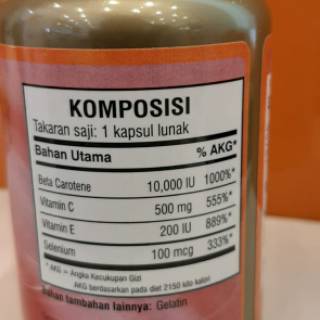 KOMPOSISI
Takaran saji: 1 kapsul lunak
Bahan Utama % AKG*
Beta Carotene 10,000 IU 1000%*
Vitamin C 500 mg 555%*
Vitamin E 200 IU 889%*
Selenium 100 mcg 333%*
* AKG = Angka Kecukupan Gizi
AKG berdasarkan pada diet 2150 kilo kalori
Bahan tambahan lainnya: Gelatin